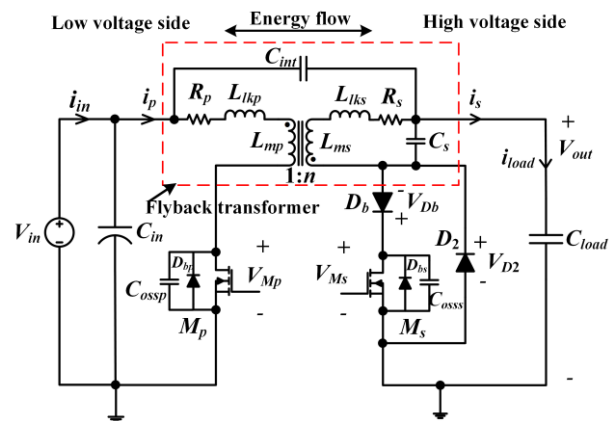 Low voltage side
Energy flow
High voltage side
C_int
i_in
i_p
R_p
L_lkp
L_lks
R_s
i_s
L_mp
L_ms
C_s
i_load
+
V_out
-
1:n
Flyback transformer
V_in
+
-
C_in
D_b
-
V_Db
+
D_2
+
V_D2
-
C_load
D_bp
C_ossp
+
V_Mp
-
M_p
+
V_Ms
-
D_bs
C_osss
M_s